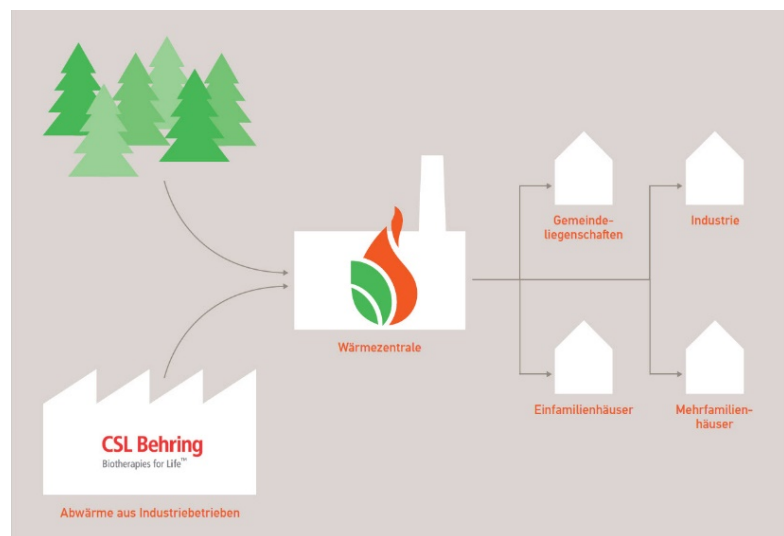 Gemeinde-
liegenschaften
Industrie
Wärmezentrale
Einfamilienhäuser
Mehrfamilien-
häuser
CSL Behring
Biotherapies for Life™
Abwärme aus Industriebetrieben